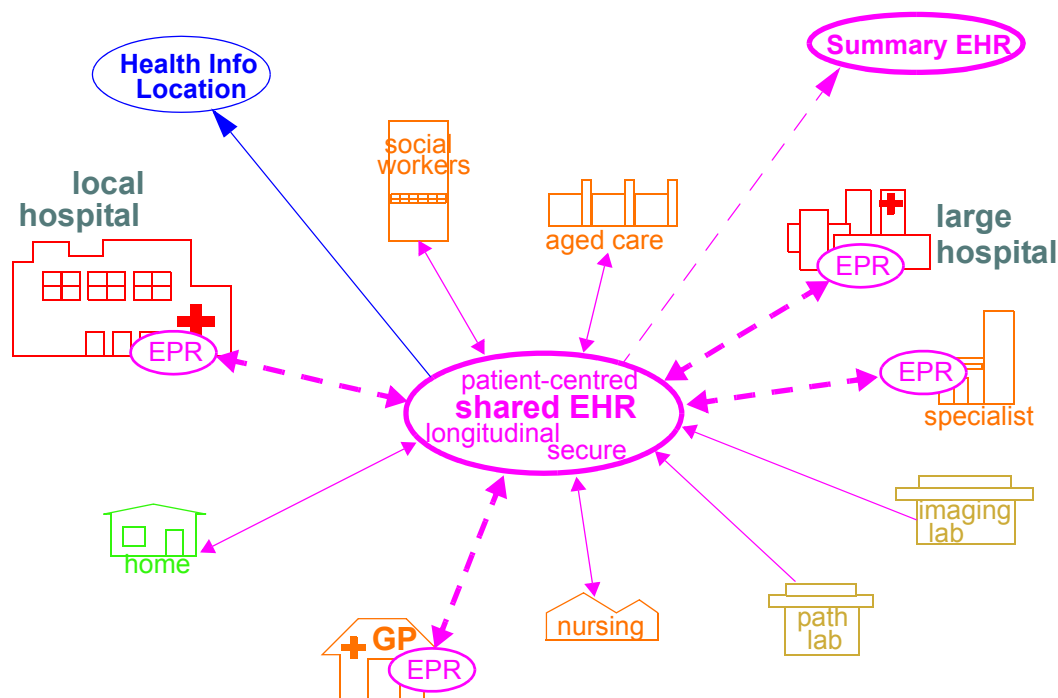 Health Info
Location
Summary EHR
social
workers
local
hospital
aged care
large
hospital
EPR
EPR
EPR
patient-centred
shared EHR
longitudinal
secure
specialist
imaging
lab
home
GP
EPR
nursing
path
lab